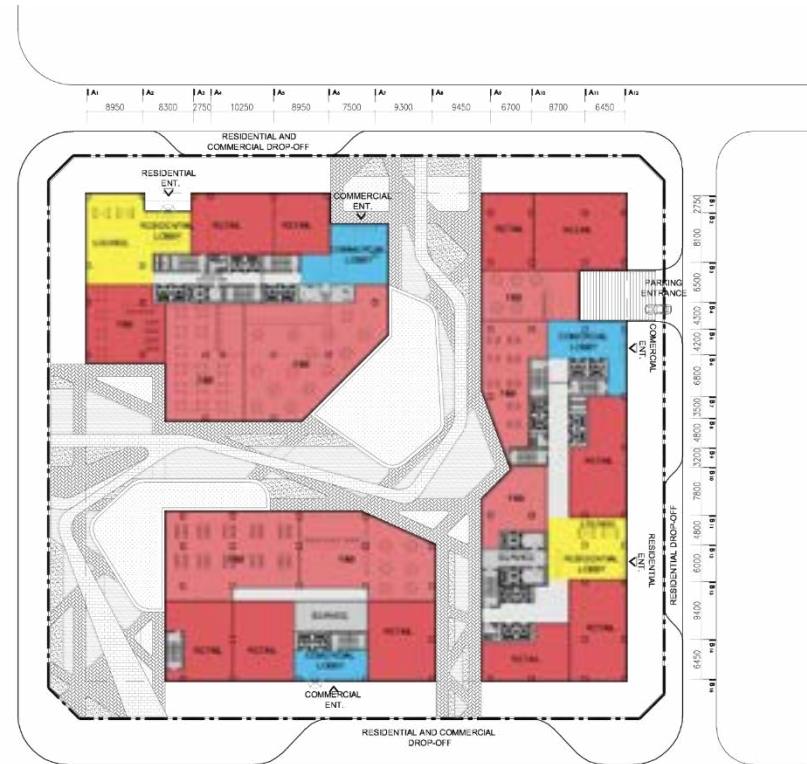 A1
A2
A3
A4
A5
A6
A7
A8
A9
A10
A11
A12
8950
8300
2750
10250
8950
7500
9300
9450
6700
8700
6450
RESIDENTIAL AND
COMMERCIAL DROP-OFF
RESIDENTIAL
ENT.
COMMERCIAL
ENT.
LOUNGE
RESIDENTIAL
LOBBY
RETAIL
RETAIL
COMMERCIAL
LOBBY
RETAIL
RETAIL
PARKING
ENTRANCE
COMERCIAL
ENT.
COMERCIAL
LOBBY
RETAIL
LOUNGE
RESIDENTIAL
LOBBY
RESIDENTIAL
ENT.
RESIDENTIAL DROP-OFF
SERVICE
RETAIL
RETAIL
SERVICE
RETAIL
RETAIL
RETAIL
COMERCIAL
LOBBY
COMMERCIAL
ENT.
RESIDENTIAL AND COMMERCIAL
DROP-OFF
2750
8100
6500
4300
4200
6800
3500
4800
3200
7800
4800
6000
9400
6450